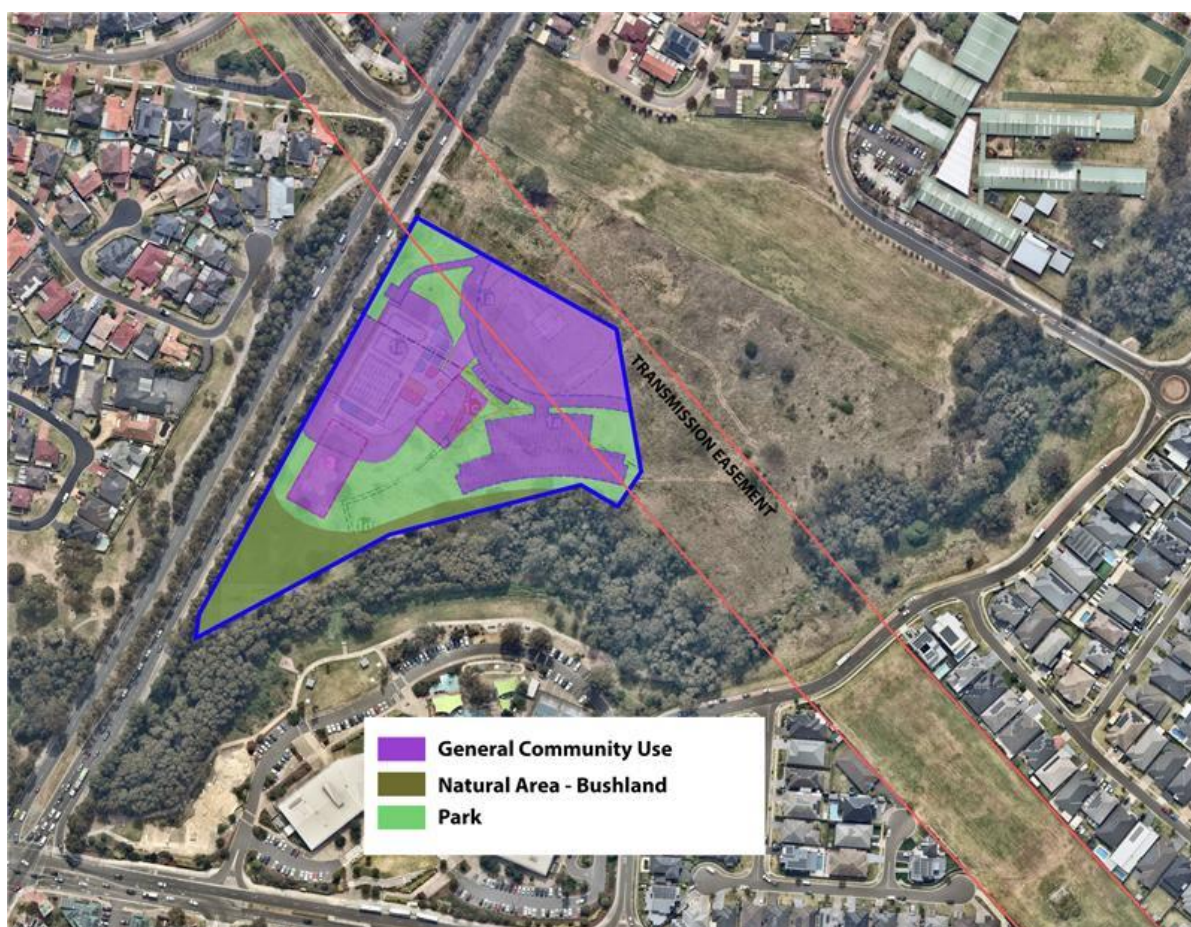 TRANSMISSION EASEMENT
General Community Use
Natural Area - Bushland
Park